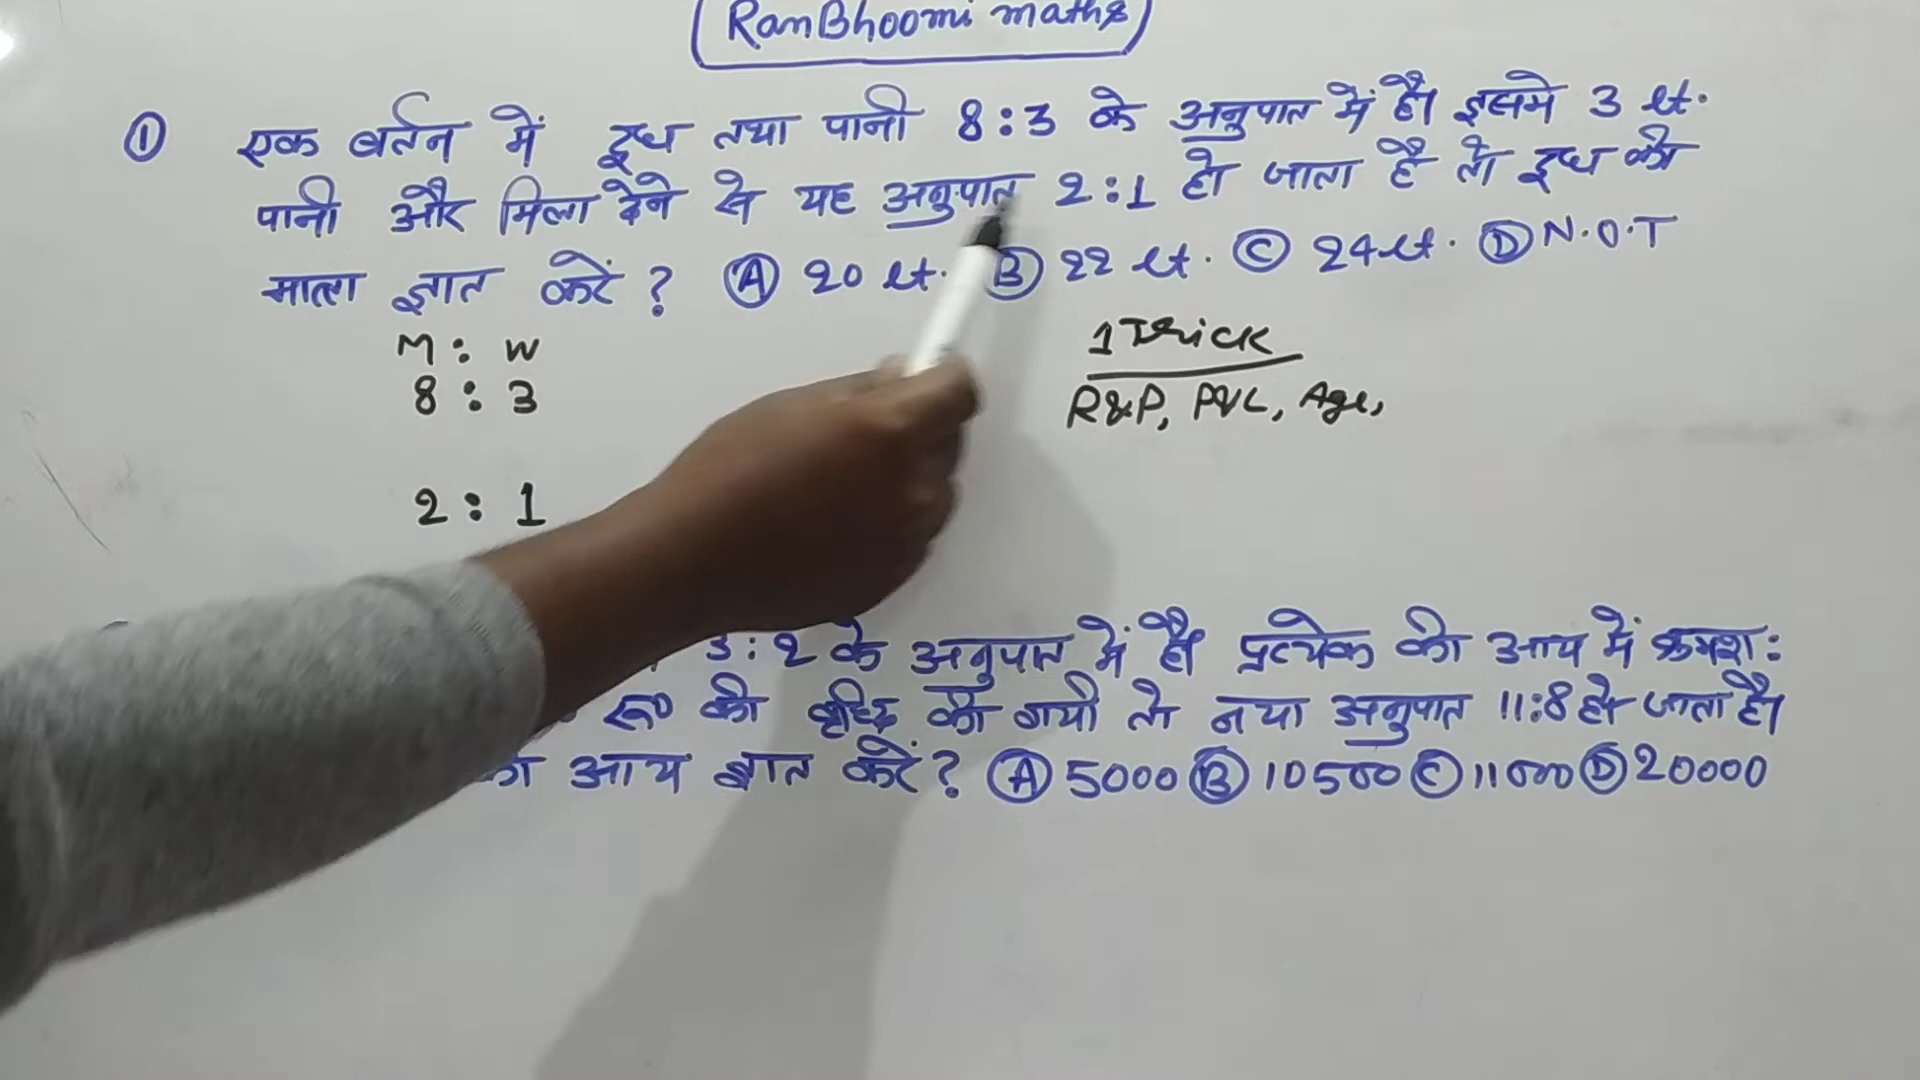 RanBhoomi maths
① एक बर्तन में दूध तथा पानी 8:3 के अनुपात में है। इसमे 3 lt.
पानी और मिला देने से यह अनुपात 2:1 हो जाता है तो दूध की
मात्रा ज्ञात करें? Ⓐ 20 lt. Ⓑ 22 lt. Ⓒ 24 lt. Ⓓ N.O.T
M : W
8 : 3
2 : 1
1 Trick
R&P, P&L, Age,
3:2 के अनुपात में है। प्रत्येक की आय में क्रमशः
रू0 की वृद्धि की गयी तो नया अनुपात 11:8 हो जाता है।
आय ज्ञात करें? Ⓐ 5000 Ⓑ 10500 Ⓒ 11000 Ⓓ 20000